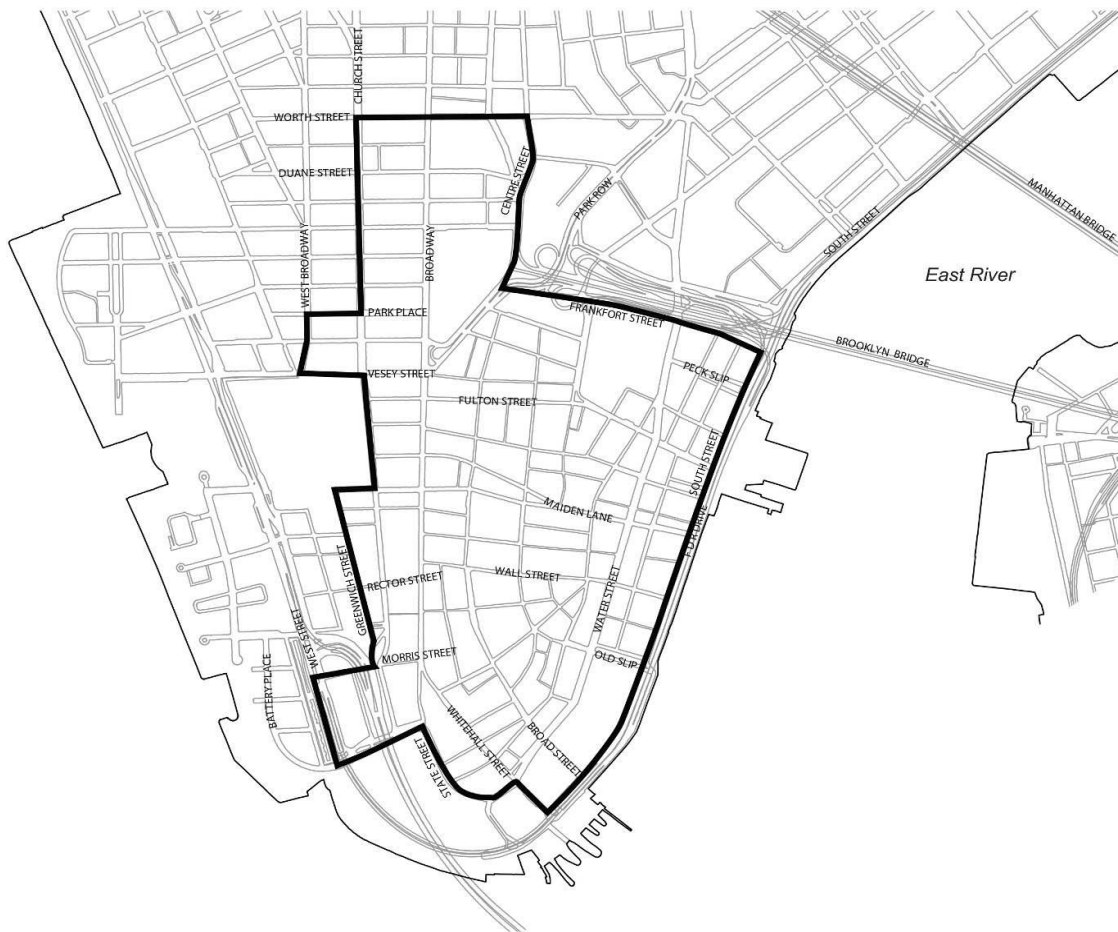 CHURCH STREET
WORTH STREET
DUANE STREET
CENTRE STREET
PARK ROW
MANHATTAN BRIDGE
SOUTH STREET
WEST BROADWAY
BROADWAY
East River
PARK PLACE
FRANKFORT STREET
BROOKLYN BRIDGE
VESEY STREET
PECK SLIP
FULTON STREET
SOUTH STREET
MAIDEN LANE
F D R DRIVE
GREENWICH STREET
RECTOR STREET
WALL STREET
WATER STREET
WEST STREET
MORRIS STREET
OLD SLIP
BATTERY PLACE
WHITEHALL STREET
BROAD STREET
STATE STREET